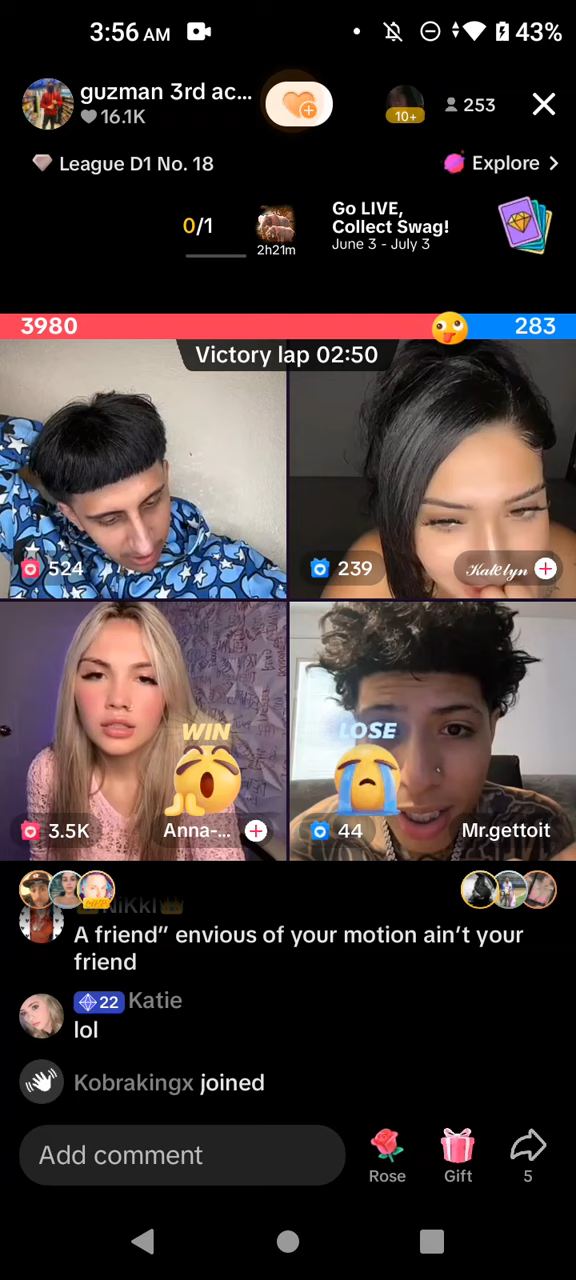 3:56 AM
43%
guzman 3rd ac...
16.1K
10+
253
League D1 No. 18
Explore >
0/1
2h21m
Go LIVE,
Collect Swag!
June 3 - July 3
3980
283
Victory lap 02:50
524
239
Katelyn
WIN
LOSE
3.5K
Anna-...
44
Mr.gettoit
NiKkI
A friend” envious of your motion ain’t your
friend
22 Katie
lol
Kobrakingx joined
Add comment
Rose
Gift
5